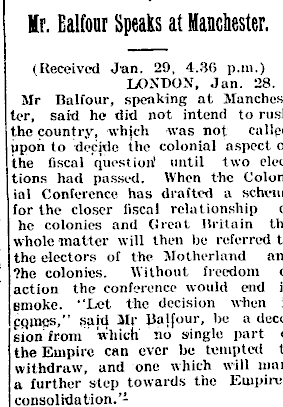 Mr. Balfour Speaks at Manchester.
(Received Jan. 29, 4.36 p.m.)
LONDON, Jan. 28.
Mr Balfour, speaking at Manches
ter, said he did not intend to rus
the country, which was not calle
upon to decide the colonial aspect o
the fiscal question until two elec
tions had passed. When the Colon
ial Conference has drafted a schem
for the closer fiscal relationship o
he colonies and Great Britain th
whole matter will then be referred t
the electors of the Motherland an
?he colonies. Without freedom o
action the conference would end i
smoke. "Let the decision when i
comes," said Mr Balfour, be a deci
sion from which no single part o
the Empire can ever be tempted t
withdraw, and one which will mar
a further step towards the Empire
consolidation."